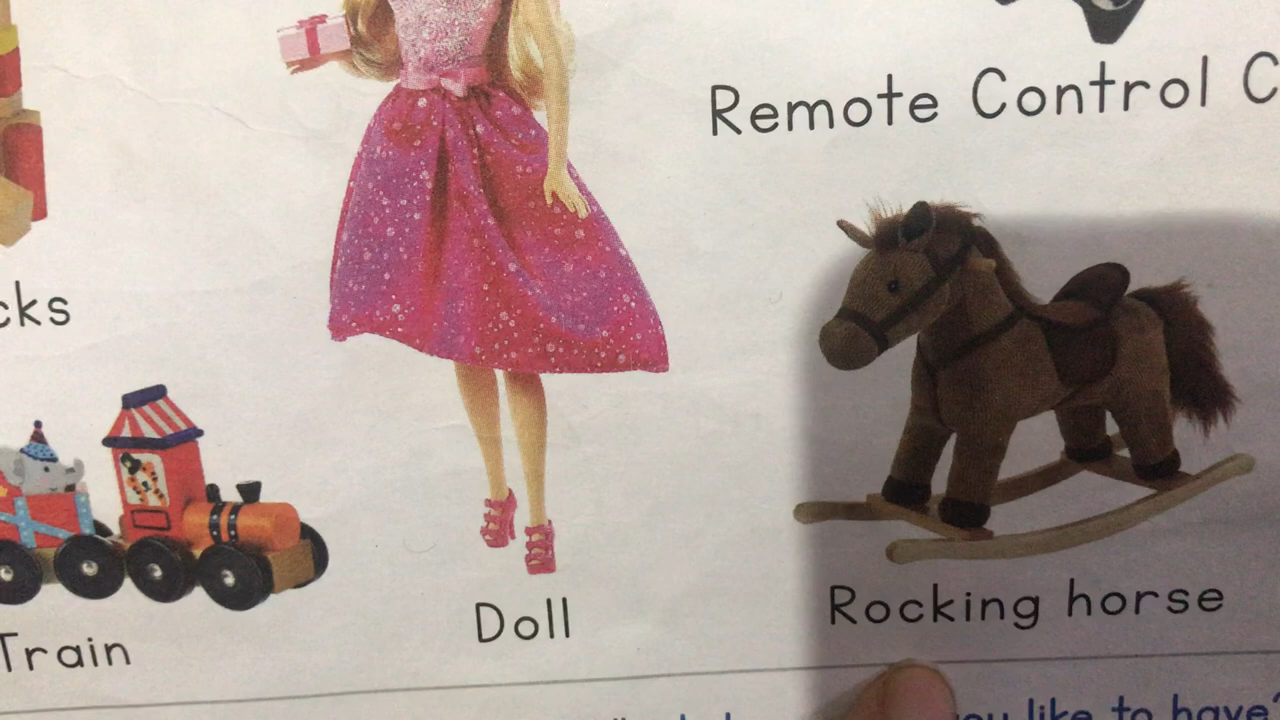 Remote Control C
cks
Doll
Rocking horse
Train
you like to have?